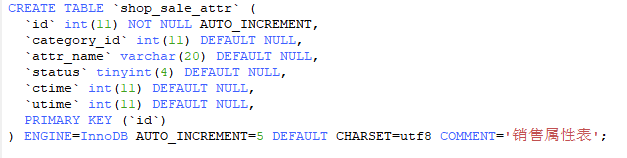 CREATE TABLE `shop_sale_attr` (
  `id` int(11) NOT NULL AUTO_INCREMENT,
  `category_id` int(11) DEFAULT NULL,
  `attr_name` varchar(20) DEFAULT NULL,
  `status` tinyint(4) DEFAULT NULL,
  `ctime` int(11) DEFAULT NULL,
  `utime` int(11) DEFAULT NULL,
  PRIMARY KEY (`id`)
) ENGINE=InnoDB AUTO_INCREMENT=5 DEFAULT CHARSET=utf8 COMMENT='销售属性表';